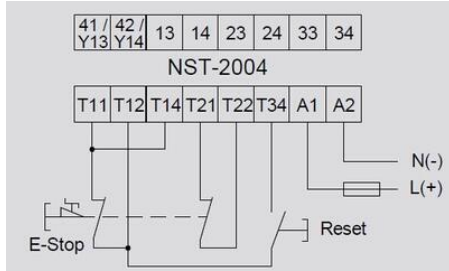 41 / 42 /
Y13 Y14 13 14 23 24 33 34
NST-2004
T11 T12 T14 T21 T22 T34 A1 A2
N(-)
L(+)
Reset
E-Stop